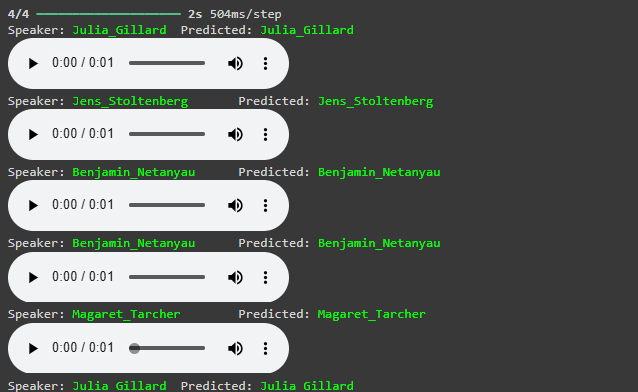 4/4 ━━━━━━━━━━━━━━━━━━━━ 2s 504ms/step
Speaker: Julia_Gillard Predicted: Julia_Gillard
0:00 / 0:01
Speaker: Jens_Stoltenberg Predicted: Jens_Stoltenberg
0:00 / 0:01
Speaker: Benjamin_Netanyau Predicted: Benjamin_Netanyau
0:00 / 0:01
Speaker: Benjamin_Netanyau Predicted: Benjamin_Netanyau
0:00 / 0:01
Speaker: Magaret_Tarcher Predicted: Magaret_Tarcher
0:00 / 0:01
Speaker: Julia_Gillard Predicted: Julia_Gillard